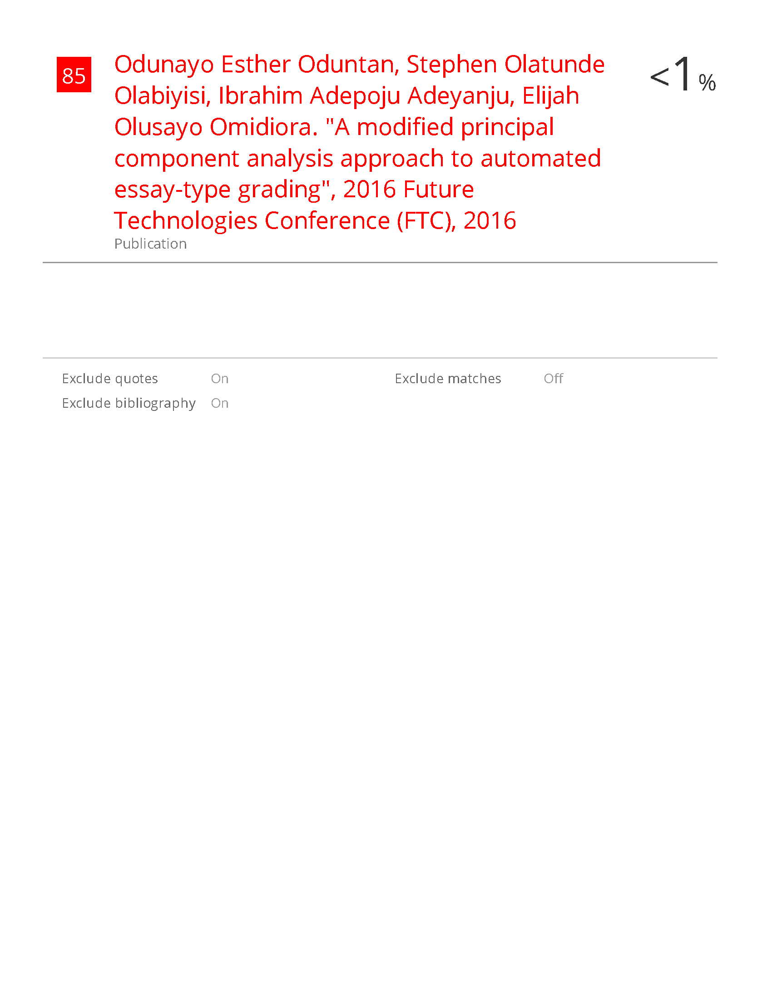 85
Odunayo Esther Oduntan, Stephen Olatunde
Olabiyisi, Ibrahim Adepoju Adeyanju, Elijah
Olusayo Omidiora. "A modified principal
component analysis approach to automated
essay-type grading", 2016 Future
Technologies Conference (FTC), 2016
Publication
<1%
Exclude quotes On
Exclude bibliography On
Exclude matches Off